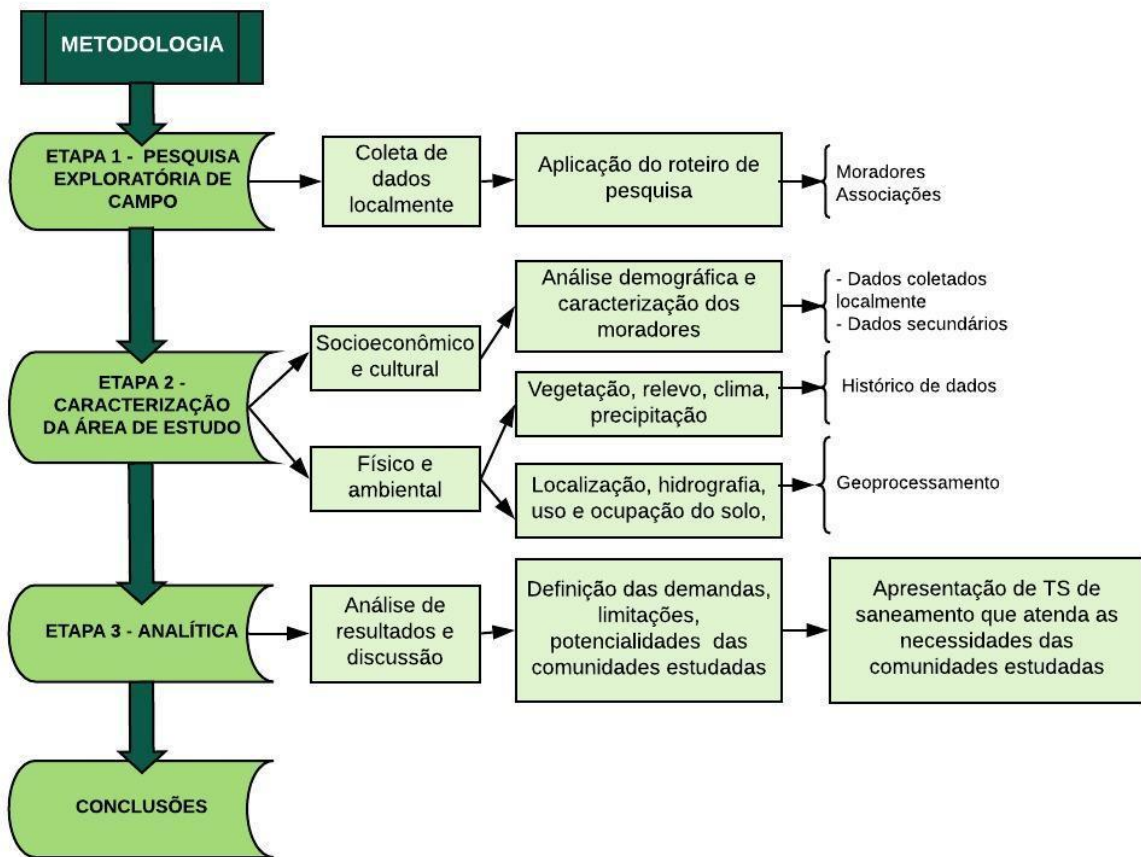 METODOLOGIA
ETAPA 1 - PESQUISA
EXPLORATÓRIA DE
CAMPO
Coleta de
dados
localmente
Aplicação do roteiro de
pesquisa
Moradores
Associações
ETAPA 2 -
CARACTERIZAÇÃO
DA ÁREA DE ESTUDO
Socioeconômico
e cultural
Análise demográfica e
caracterização dos
moradores
- Dados coletados
localmente
- Dados secundários
Físico e
ambiental
Vegetação, relevo, clima,
precipitação
Histórico de dados
Localização, hidrografia,
uso e ocupação do solo,
Geoprocessamento
ETAPA 3 - ANALÍTICA
Análise de
resultados e
discussão
Definição das demandas,
limitações,
potencialidades das
comunidades estudadas
Apresentação de TS de
saneamento que atenda as
necessidades das
comunidades estudadas
CONCLUSÕES